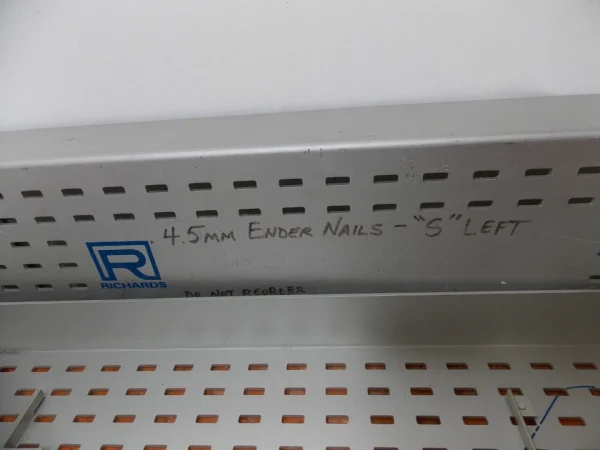 4.5mm ENDER NAILS - "S" LEFT
R®
RICHARDS
DO NOT REORDER